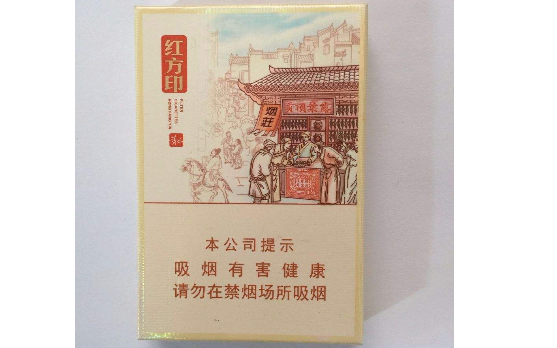 红方印
烟莊
本公司提示
吸烟有害健康
请勿在禁烟场所吸烟